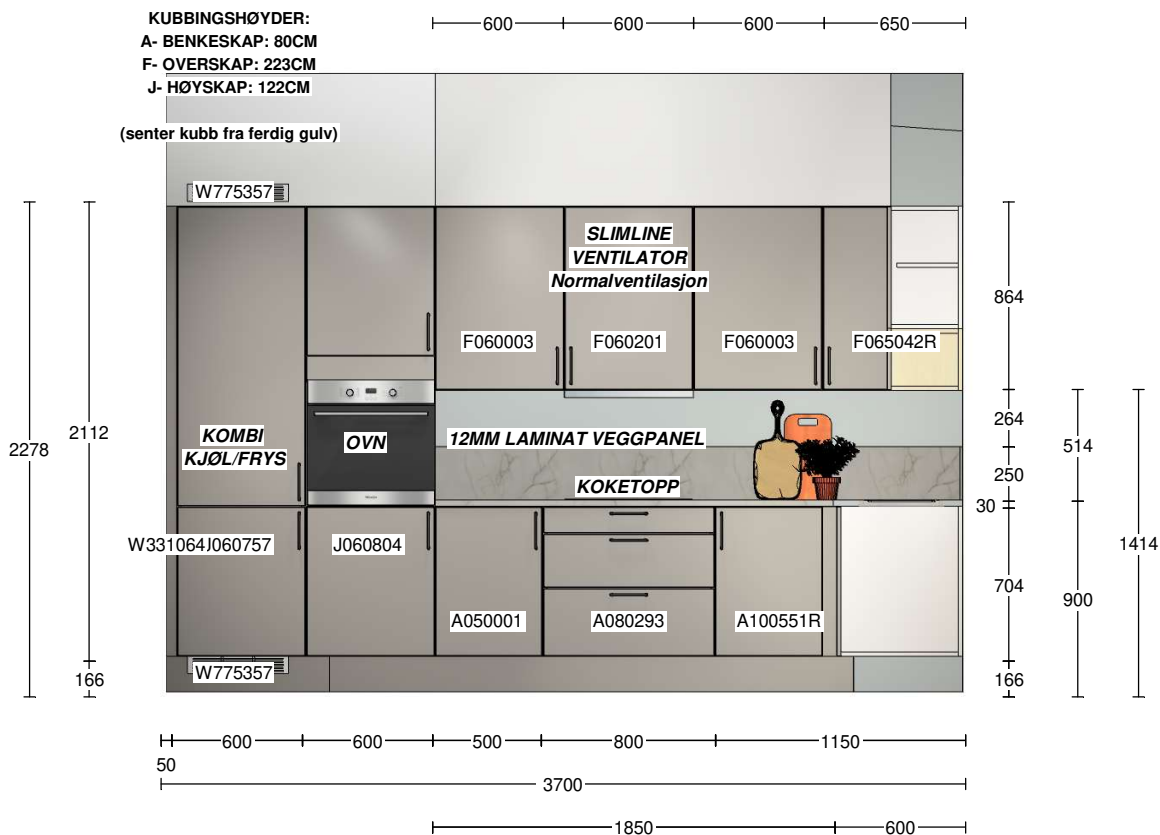 KUBBINGSHØYDER:
A- BENKESKAP: 80CM
F- OVERSKAP: 223CM
J- HØYSKAP: 122CM
(senter kubb fra ferdig gulv)
600 600 600 650
W775357
SLIMLINE
VENTILATOR
Normalventilasjon
F060003 F060201 F060003 F065042R
864
2278
2112
KOMBI
KJØL/FRYS
OVN
12MM LAMINAT VEGGPANEL
264
514
250
KOKETOPP
30
W331064J060757
J060804
1414
704
900
A050001 A080293 A100551R
W775357
166
166
600 600 500 800 1150
50
3700
1850 600